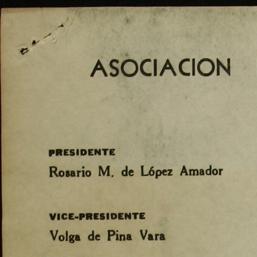 ASOCIACION
PRESIDENTE
Rosario M. de López Amador
VICE-PRESIDENTE
Volga de Pina Vara